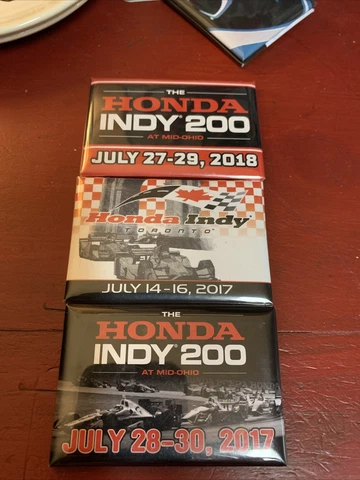 THE
HONDA
INDY 200
AT MID-OHIO
JULY 27-29, 2018
Honda Indy
TORONTO
JULY 14-16, 2017
THE
HONDA
INDY 200
AT MID-OHIO
JULY 28-30, 2017